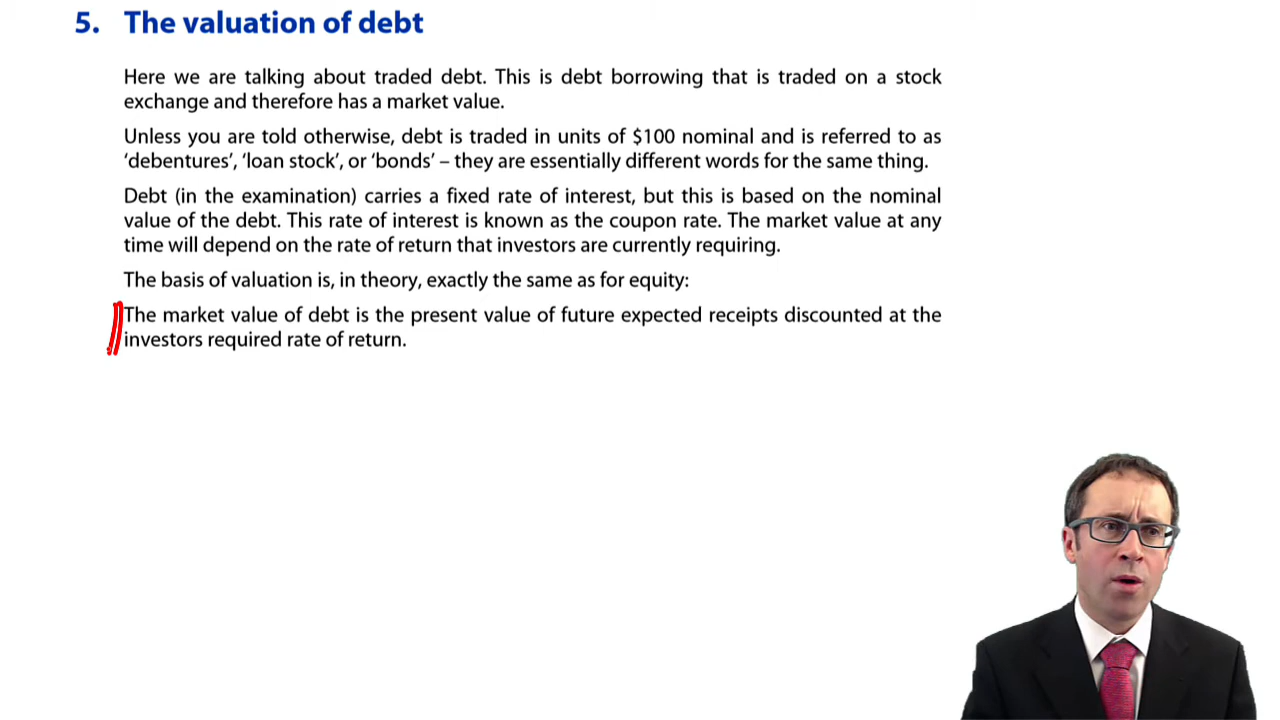 5. The valuation of debt
Here we are talking about traded debt. This is debt borrowing that is traded on a stock
exchange and therefore has a market value.
Unless you are told otherwise, debt is traded in units of $100 nominal and is referred to as
‘debentures’, ‘loan stock’, or ‘bonds’ – they are essentially different words for the same thing.
Debt (in the examination) carries a fixed rate of interest, but this is based on the nominal
value of the debt. This rate of interest is known as the coupon rate. The market value at any
time will depend on the rate of return that investors are currently requiring.
The basis of valuation is, in theory, exactly the same as for equity:
The market value of debt is the present value of future expected receipts discounted at the
investors required rate of return.